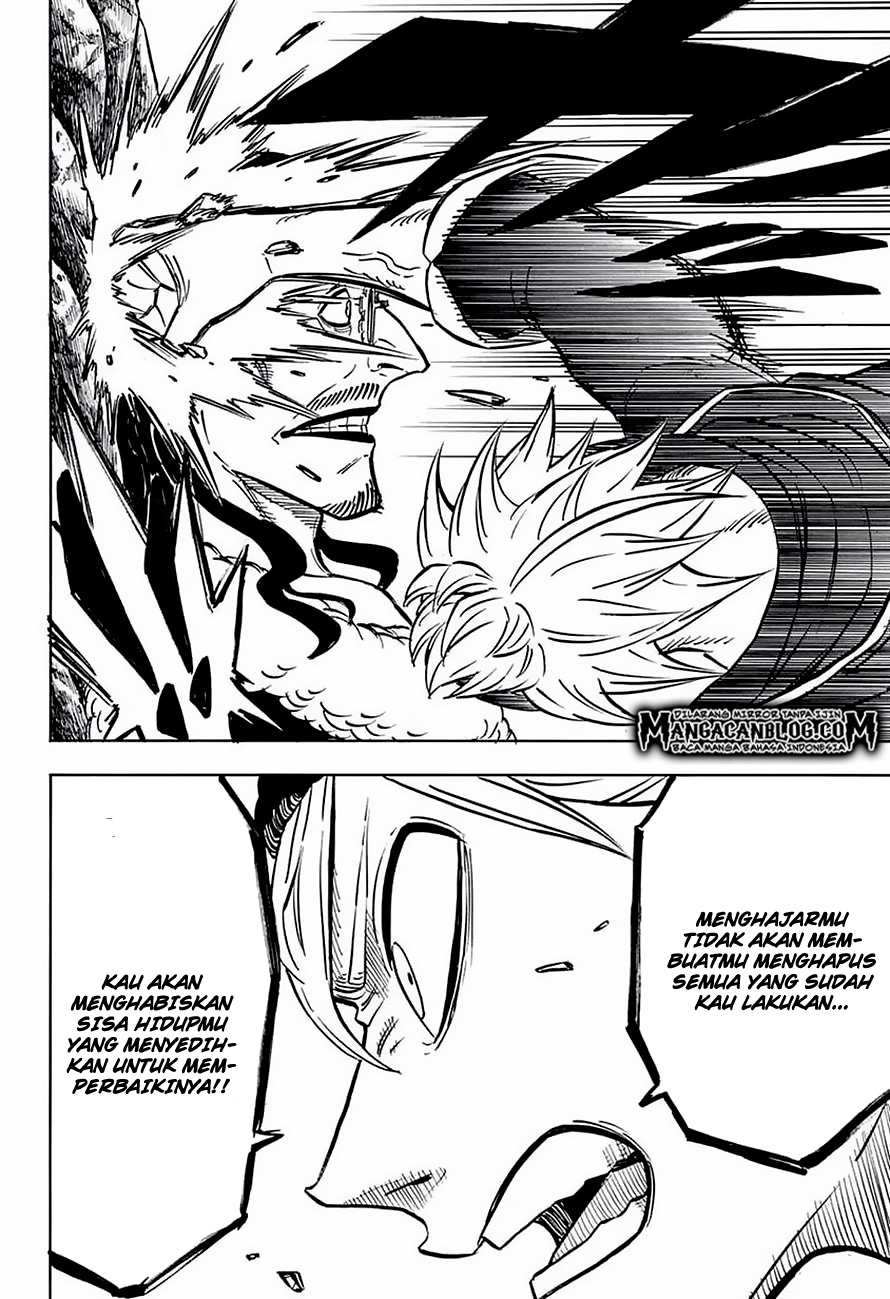 DILARANG MIRROR TANPA IJIN
MANGACANBLOG.COM
BACA MANGA BAHASA INDONESIA
MENGHAJARMU
TIDAK AKAN MEM-
BUATMU MENGHAPUS
SEMUA YANG SUDAH
KAU LAKUKAN...
KAU AKAN
MENGHABISKAN
SISA HIDUPMU
YANG MENYEDIH-
KAN UNTUK MEM-
PERBAIKINYA!!